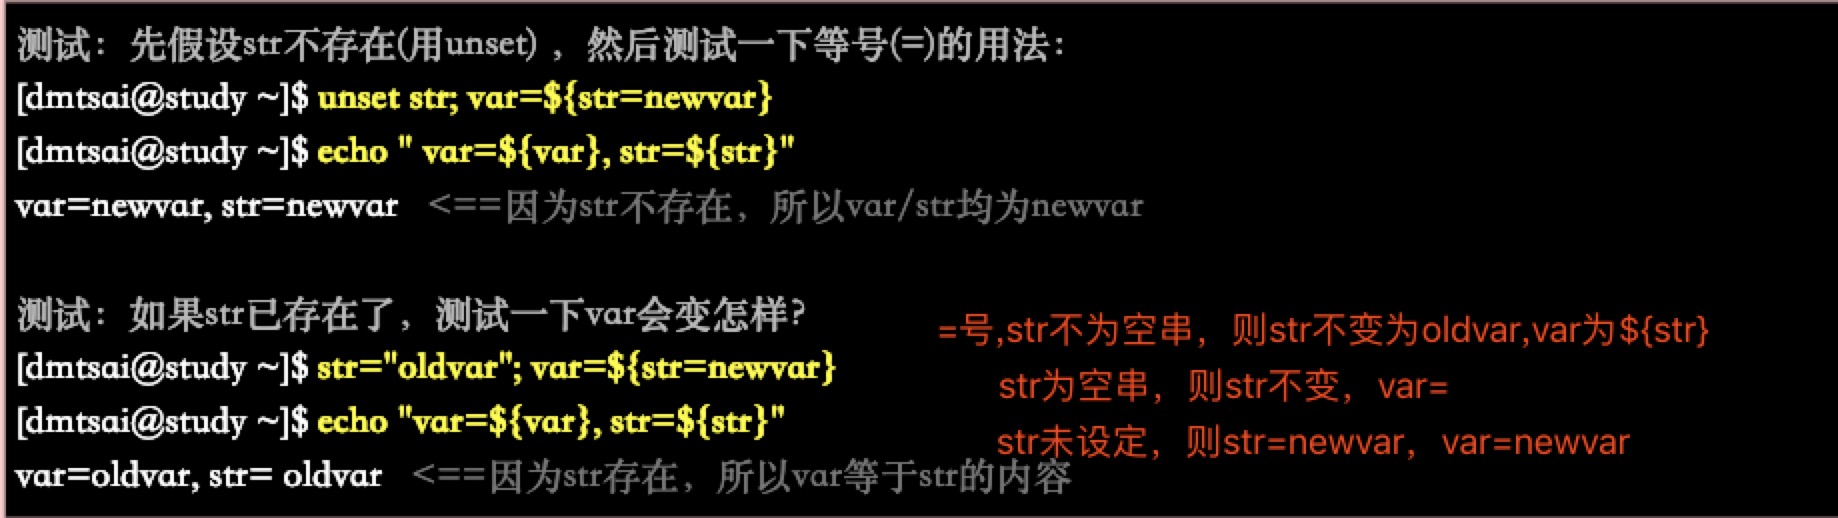 测试：先假设str不存在(用unset) ，然后测试一下等号(=)的用法：
[dmtsai@study ~]$ unset str; var=${str=newvar}
[dmtsai@study ~]$ echo " var=${var}, str=${str}"
var=newvar, str=newvar <==因为str不存在，所以var/str均为newvar
测试：如果str已存在了，测试一下var会变怎样?
=号,str不为空串，则str不变为oldvar,var为${str}
[dmtsai@study ~]$ str="oldvar"; var=${str=newvar}
str为空串，则str不变，var=
[dmtsai@study ~]$ echo "var=${var}, str=${str}"
str未设定，则str=newvar，var=newvar
var=oldvar, str= oldvar <==因为str存在，所以var等于str的内容